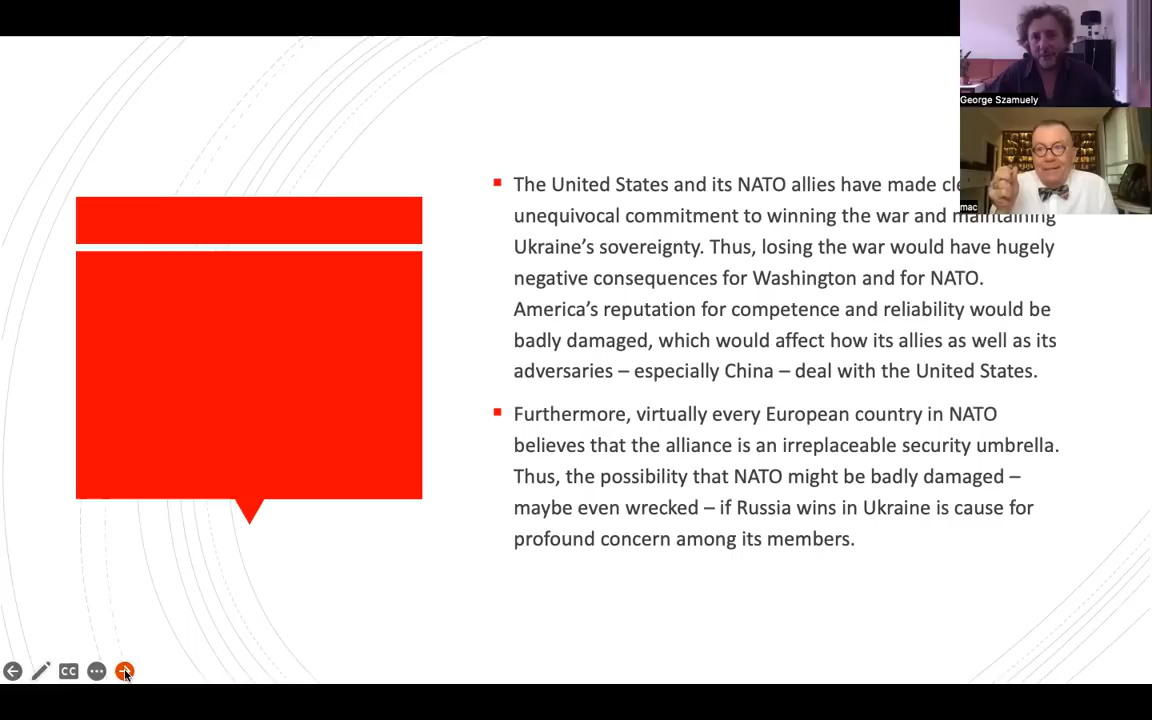 George Szamuely
mac
The United States and its NATO allies have made
unequivocal commitment to winning the war and maintaining
Ukraine’s sovereignty. Thus, losing the war would have hugely
negative consequences for Washington and for NATO.
America’s reputation for competence and reliability would be
badly damaged, which would affect how its allies as well as its
adversaries – especially China – deal with the United States.
Furthermore, virtually every European country in NATO
believes that the alliance is an irreplaceable security umbrella.
Thus, the possibility that NATO might be badly damaged –
maybe even wrecked – if Russia wins in Ukraine is cause for
profound concern among its members.
CC